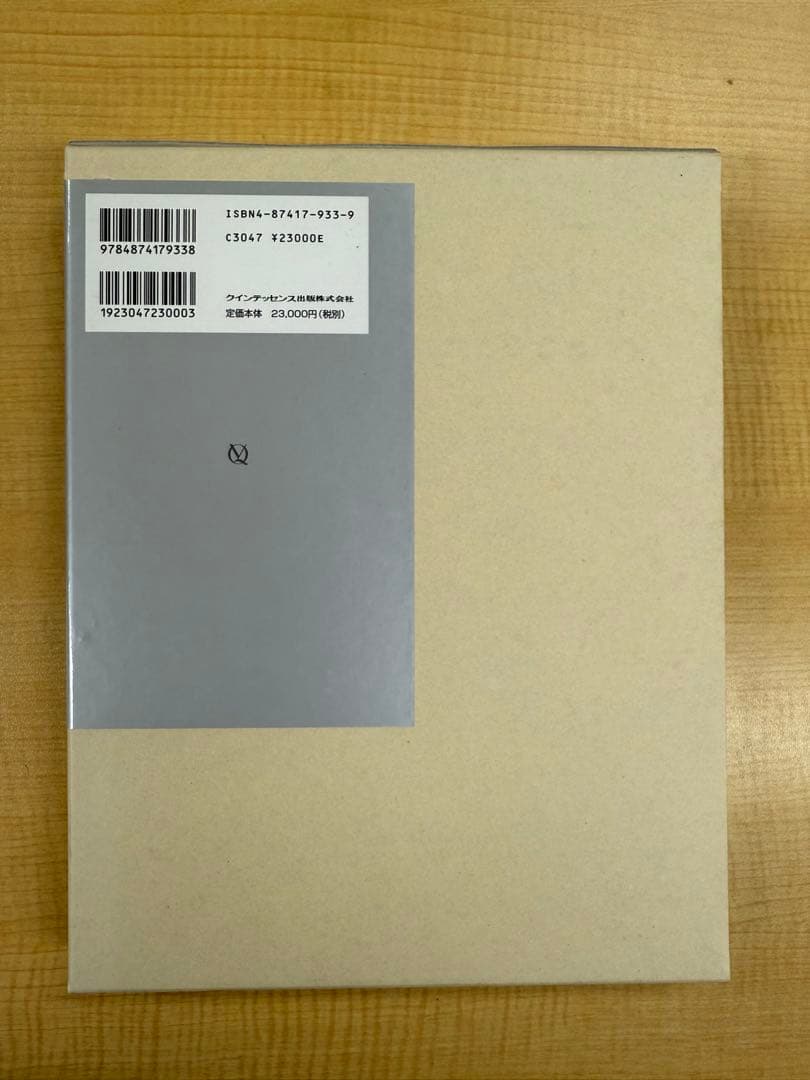 ISBN4-87417-933-9
9784874179338
C3047 ¥23000E
1923047230003
クインテッセンス出版株式会社
定価本体 23,000円(税別)